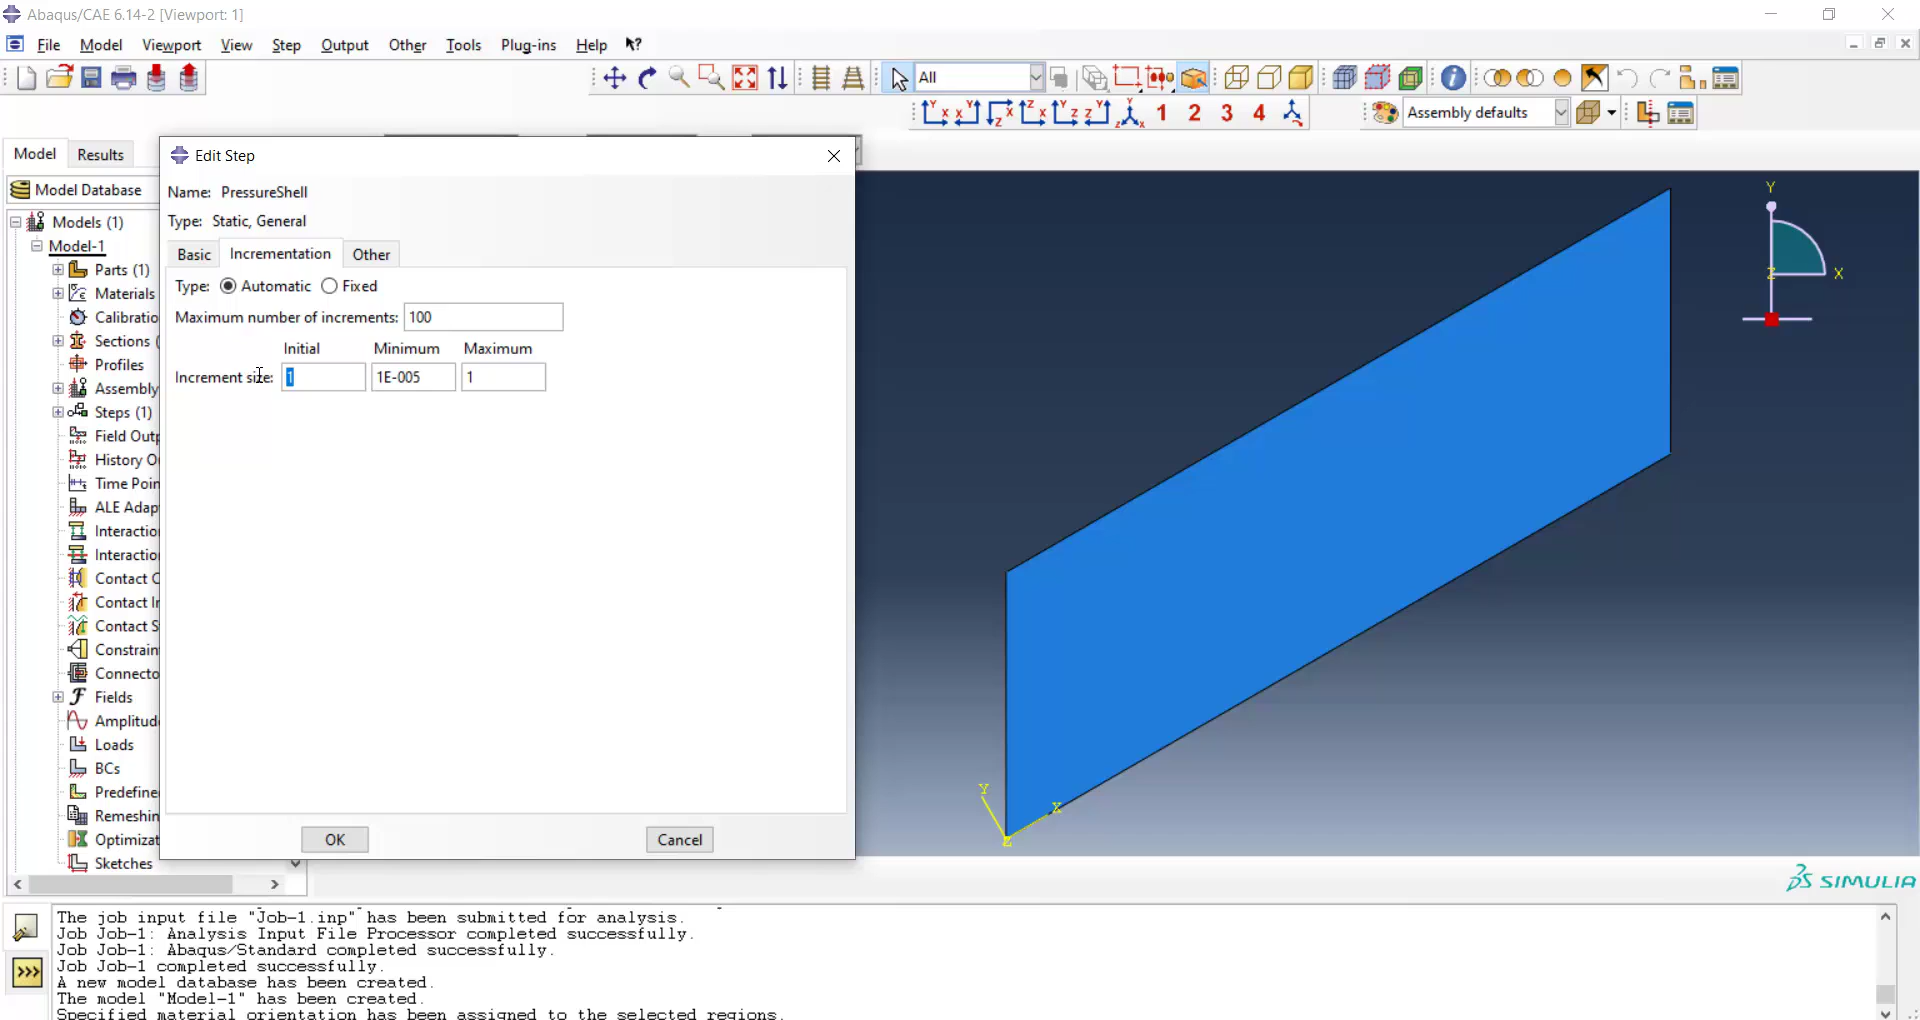 Abaqus/CAE 6.14-2 [Viewport: 1]
File Model Viewport View Step Output Other Tools Plug-ins Help
All
1 2 3 4
Assembly defaults
Model Results
Model Database
Models (1)
Model-1
Parts (1)
Materials
Calibratio
Sections (
Profiles
Assembly
Steps (1)
Field Outp
History O
Time Poin
ALE Adap
Interactio
Interactio
Contact C
Contact In
Contact S
Constrain
Connecto
Fields
Amplitud
Loads
BCs
Predefine
Remeshin
Optimizat
Sketches
Edit Step
Name: PressureShell
Type: Static, General
Basic Incrementation Other
Type: Automatic Fixed
Maximum number of increments: 100
Initial Minimum Maximum
Increment size: 1 1E-005 1
OK Cancel
Y
X
Z
Y
X
Z
SIMULIA
The job input file "Job-1.inp" has been submitted for analysis.
Job Job-1: Analysis Input File Processor completed successfully.
Job Job-1: Abaqus/Standard completed successfully.
Job Job-1 completed successfully.
A new model database has been created.
The model "Model-1" has been created.
Specified material orientation has been assigned to the selected regions.